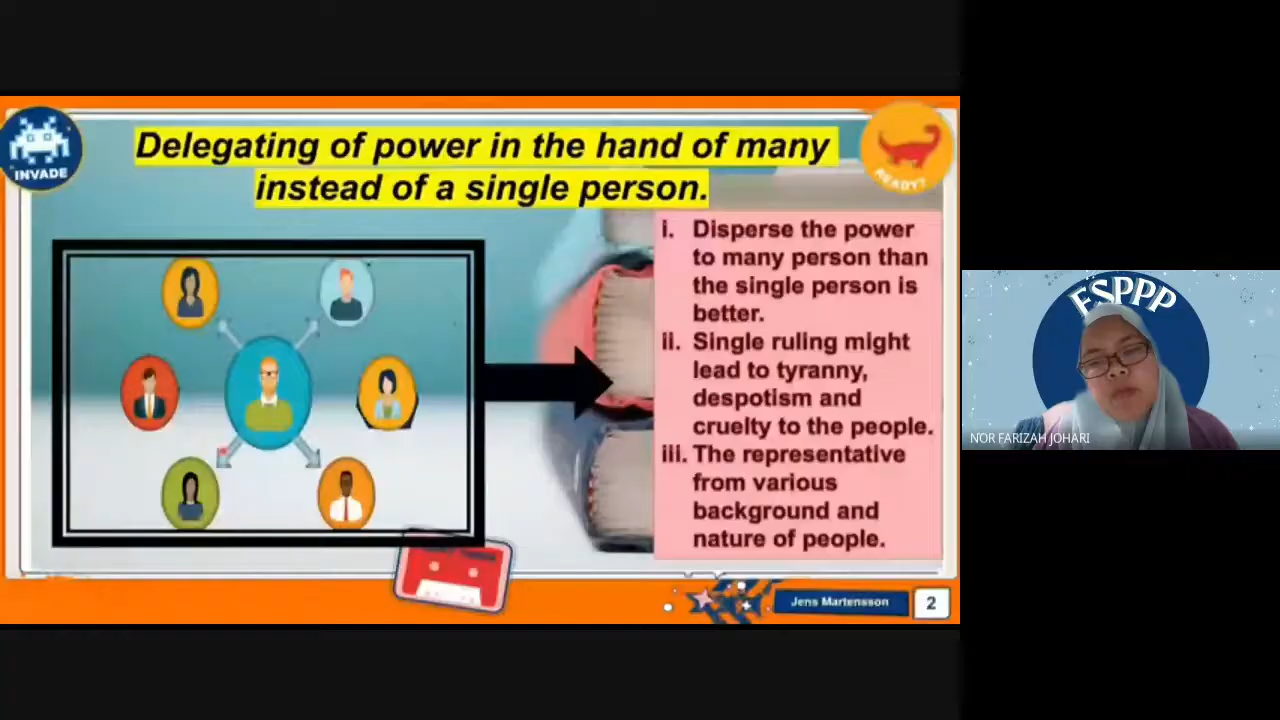 Delegating of power in the hand of many
instead of a single person.
INVADE
READY?
i. Disperse the power
to many person than
the single person is
better.
ii. Single ruling might
lead to tyranny,
despotism and
cruelty to the people.
iii. The representative
from various
background and
nature of people.
Jens Martensson
2
FSPPP
NOR FARIZAH JOHARI